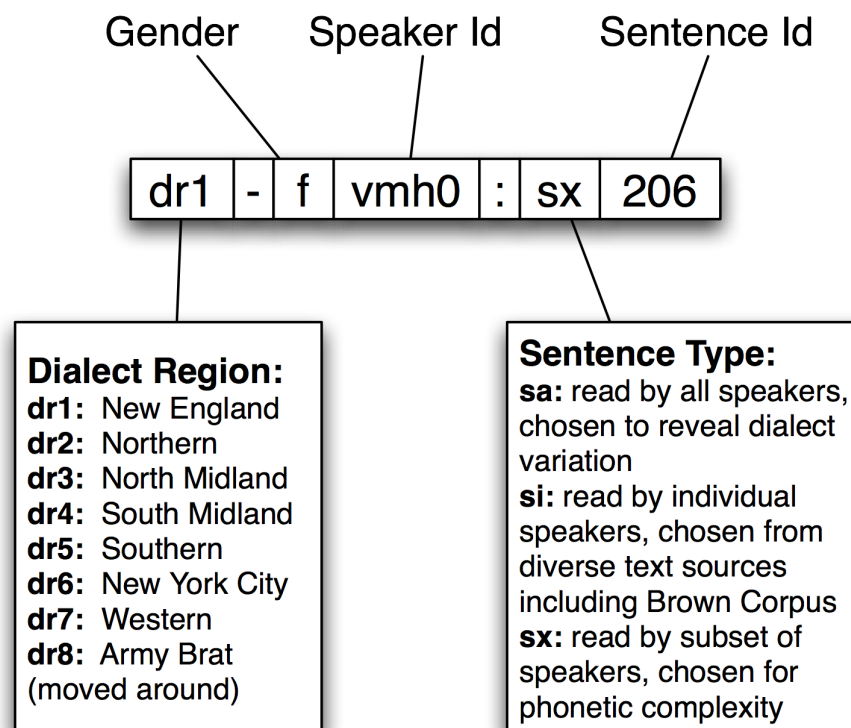 Gender Speaker Id Sentence Id
dr1 - f vmh0 : sx 206
Dialect Region:
dr1: New England
dr2: Northern
dr3: North Midland
dr4: South Midland
dr5: Southern
dr6: New York City
dr7: Western
dr8: Army Brat
(moved around)
Sentence Type:
sa: read by all speakers,
chosen to reveal dialect
variation
si: read by individual
speakers, chosen from
diverse text sources
including Brown Corpus
sx: read by subset of
speakers, chosen for
phonetic complexity